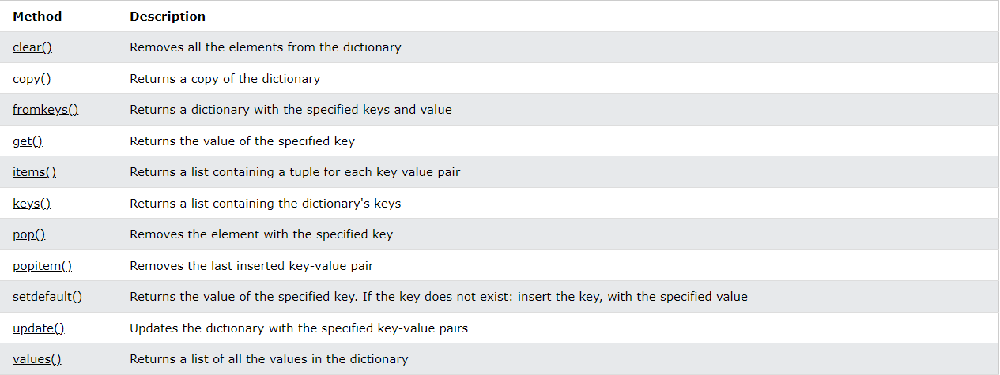 Method Description
clear() Removes all the elements from the dictionary
copy() Returns a copy of the dictionary
fromkeys() Returns a dictionary with the specified keys and value
get() Returns the value of the specified key
items() Returns a list containing a tuple for each key value pair
keys() Returns a list containing the dictionary's keys
pop() Removes the element with the specified key
popitem() Removes the last inserted key-value pair
setdefault() Returns the value of the specified key. If the key does not exist: insert the key, with the specified value
update() Updates the dictionary with the specified key-value pairs
values() Returns a list of all the values in the dictionary